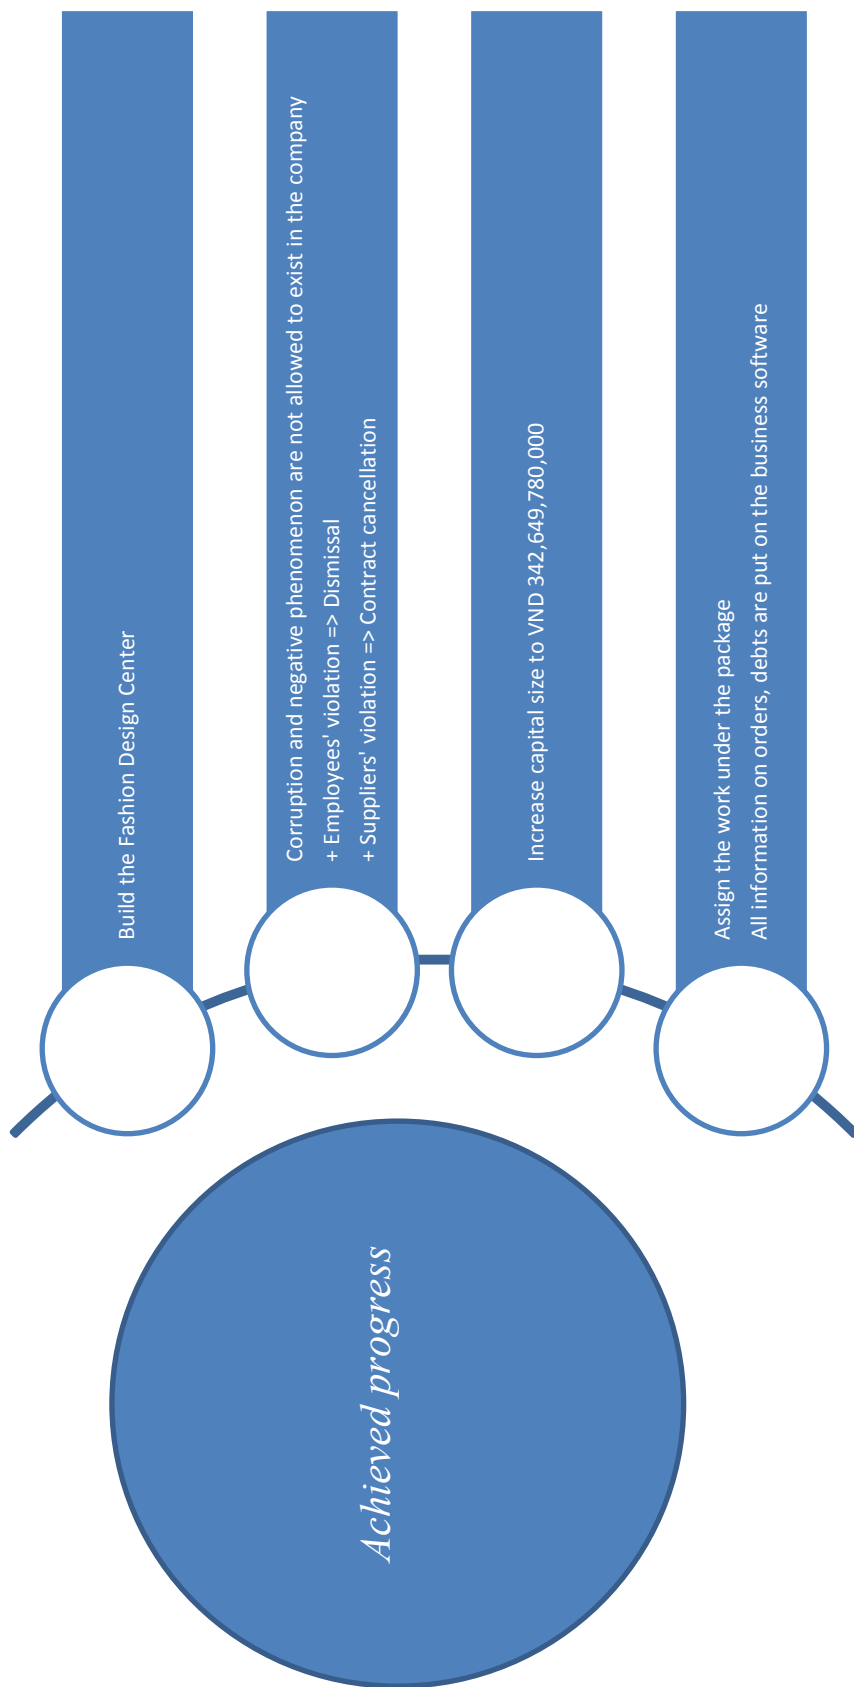 Achieved progress
Build the Fashion Design Center
Corruption and negative phenomenon are not allowed to exist in the company
+ Employees' violation => Dismissal
+ Suppliers' violation => Contract cancellation
Increase capital size to VND 342,649,780,000
Assign the work under the package
All information on orders, debts are put on the business software